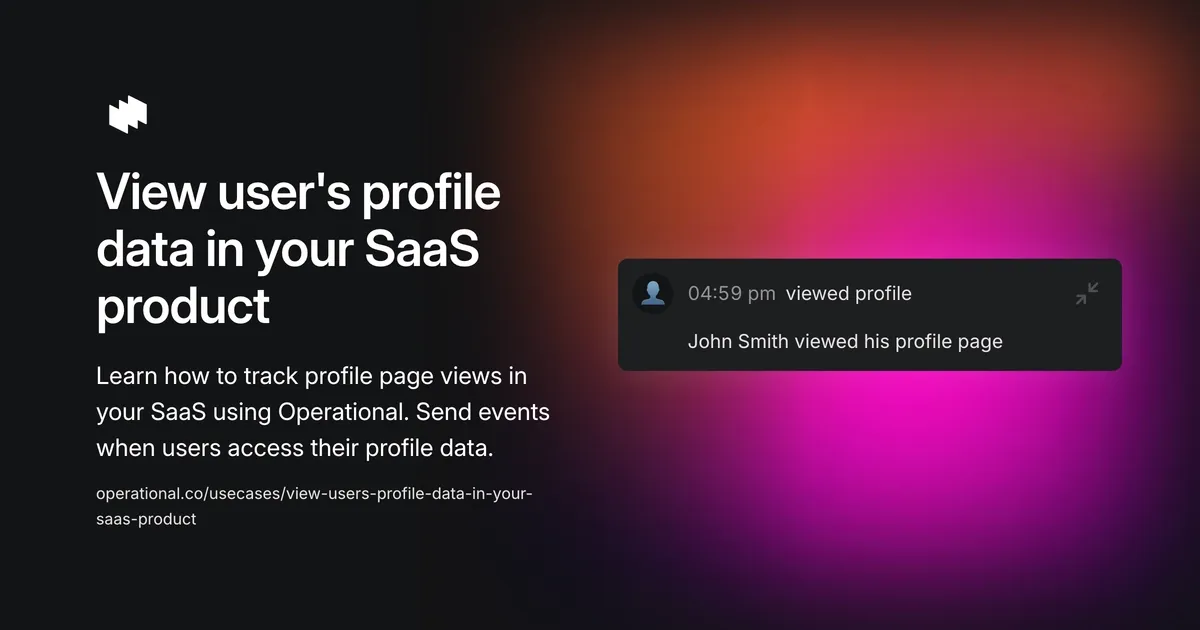 View user's profile
data in your SaaS
product
Learn how to track profile page views in
your SaaS using Operational. Send events
when users access their profile data.
operational.co/usecases/view-users-profile-data-in-your-
saas-product
04:59 pm viewed profile
John Smith viewed his profile page